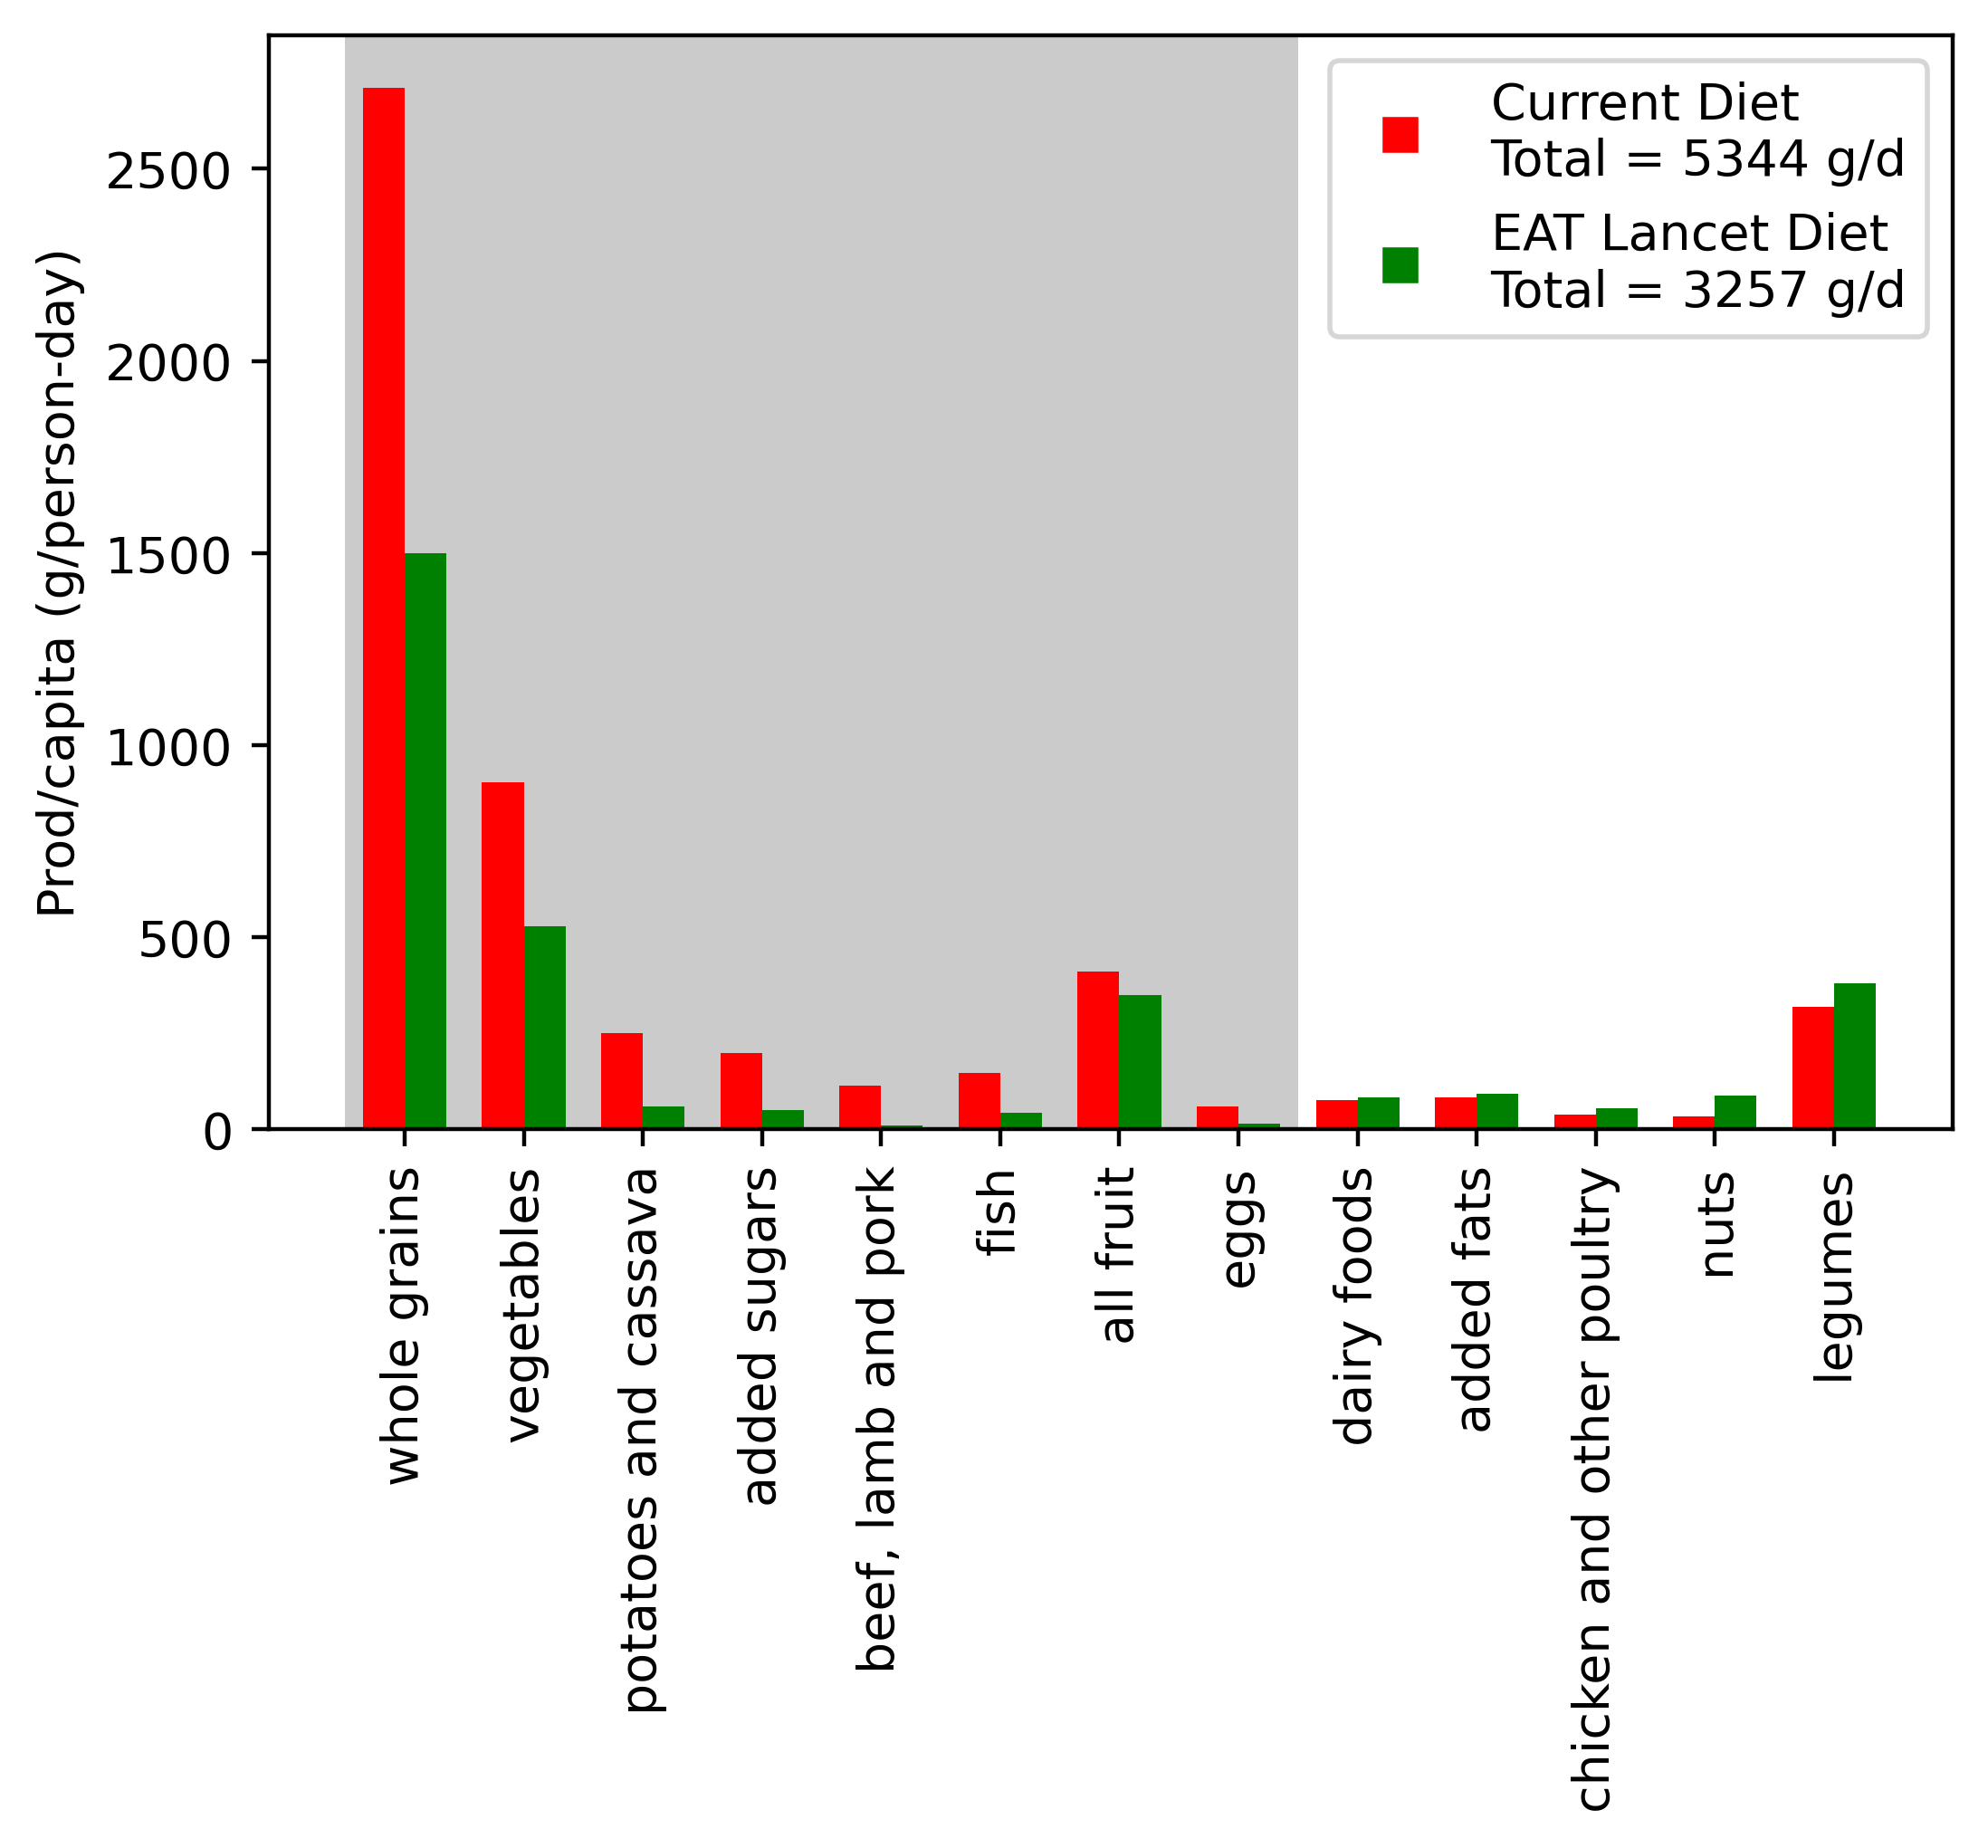 Prod/capita (g/person-day)
2500
2000
1500
1000
500
0
Current Diet
Total = 5344 g/d
EAT Lancet Diet
Total = 3257 g/d
whole grains
vegetables
potatoes and cassava
added sugars
beef, lamb and pork
fish
all fruit
eggs
dairy foods
added fats
chicken and other poultry
nuts
legumes